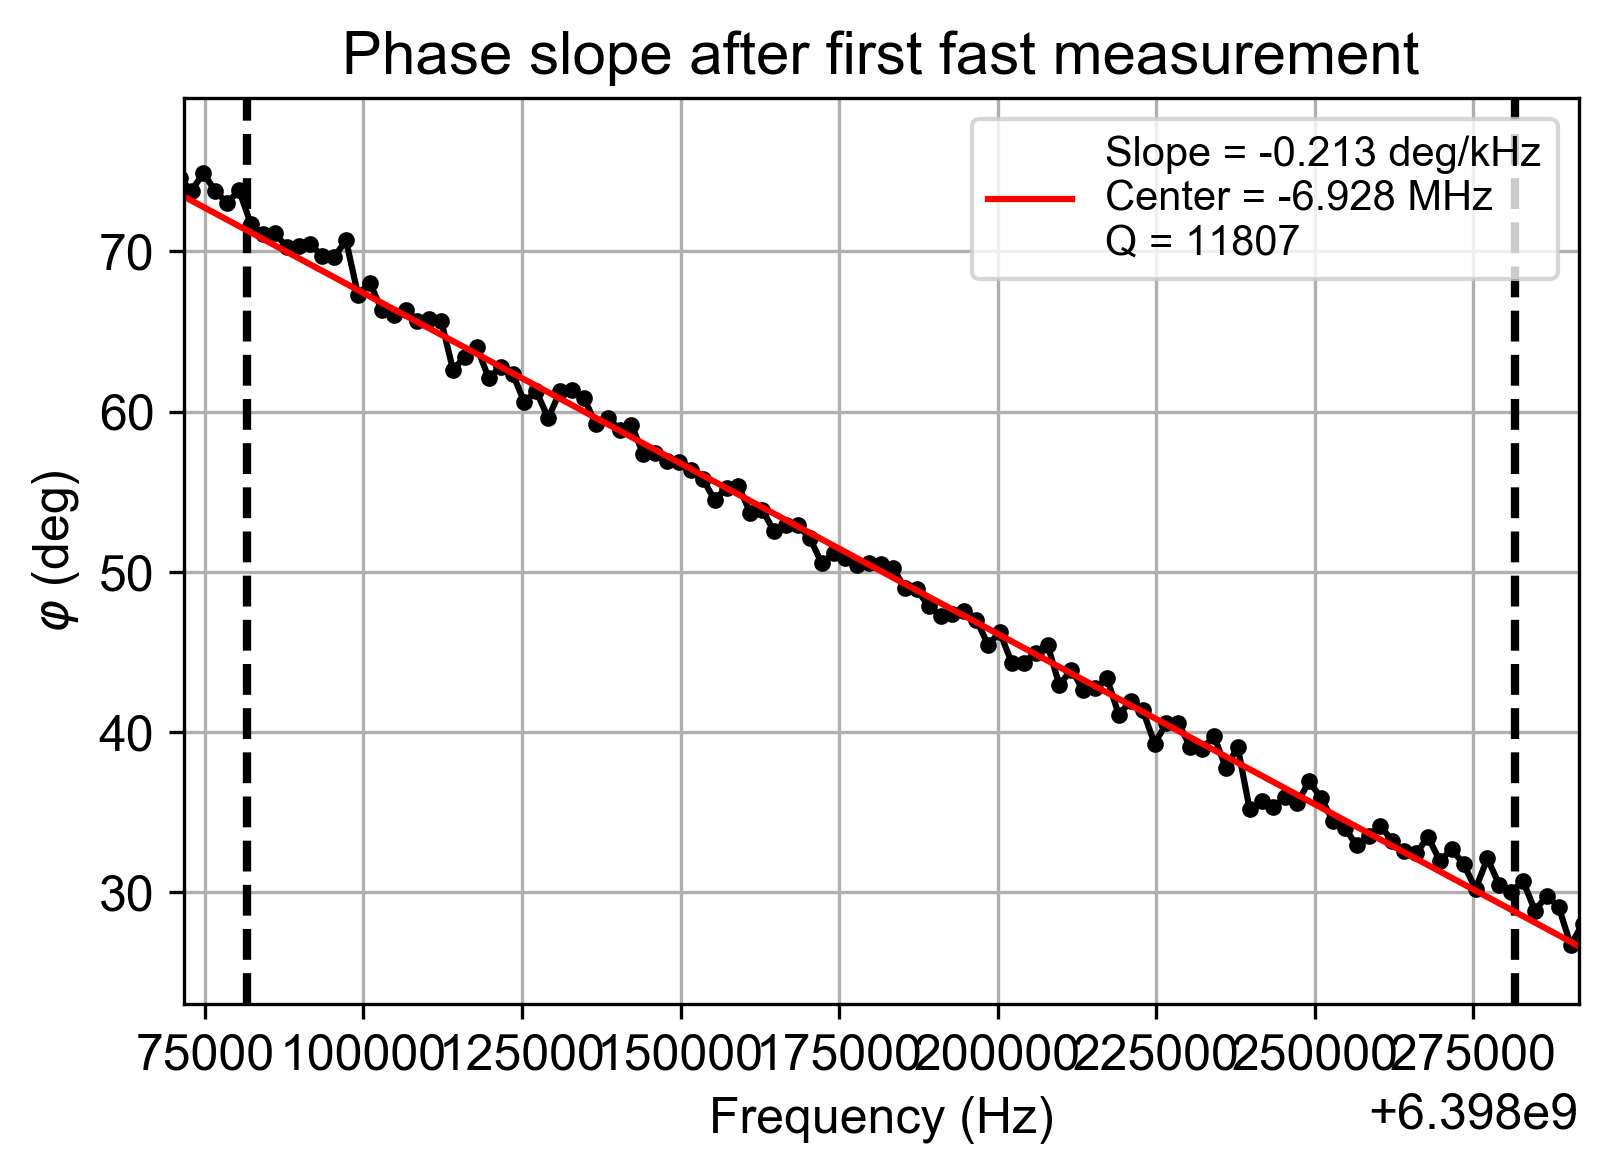 Phase slope after first fast measurement
Slope = -0.213 deg/kHz
Center = -6.928 MHz
Q = 11807
70
60
50
40
30
φ (deg)
75000 100000 125000 150000 175000 200000 225000 250000 275000
Frequency (Hz)
+6.398e9